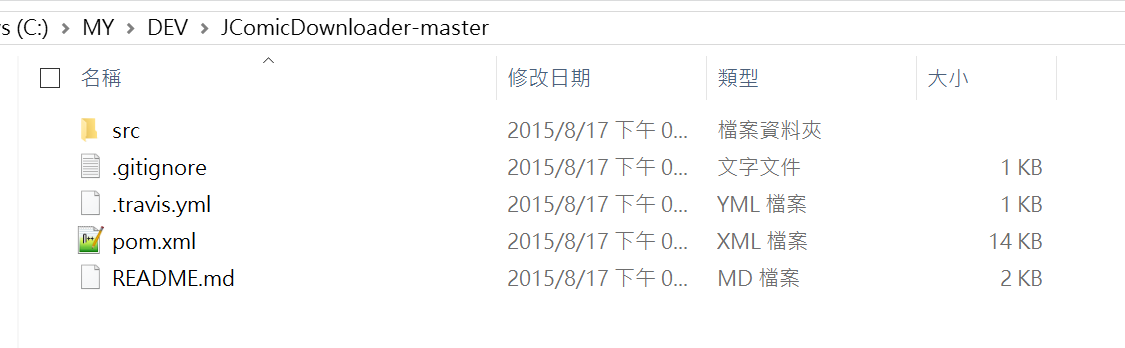 s (C:) > MY > DEV > JComicDownloader-master
名稱 修改日期 類型 大小
src 2015/8/17 下午 0... 檔案資料夾
.gitignore 2015/8/17 下午 0... 文字文件 1 KB
.travis.yml 2015/8/17 下午 0... YML 檔案 1 KB
pom.xml 2015/8/17 下午 0... XML 檔案 14 KB
README.md 2015/8/17 下午 0... MD 檔案 2 KB